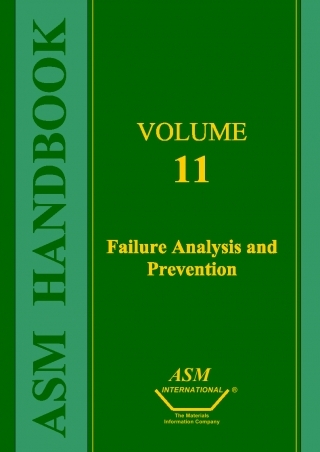 ASM HANDBOOK
VOLUME
11
Failure Analysis and
Prevention
ASM
INTERNATIONAL ®
The Materials
Information Company